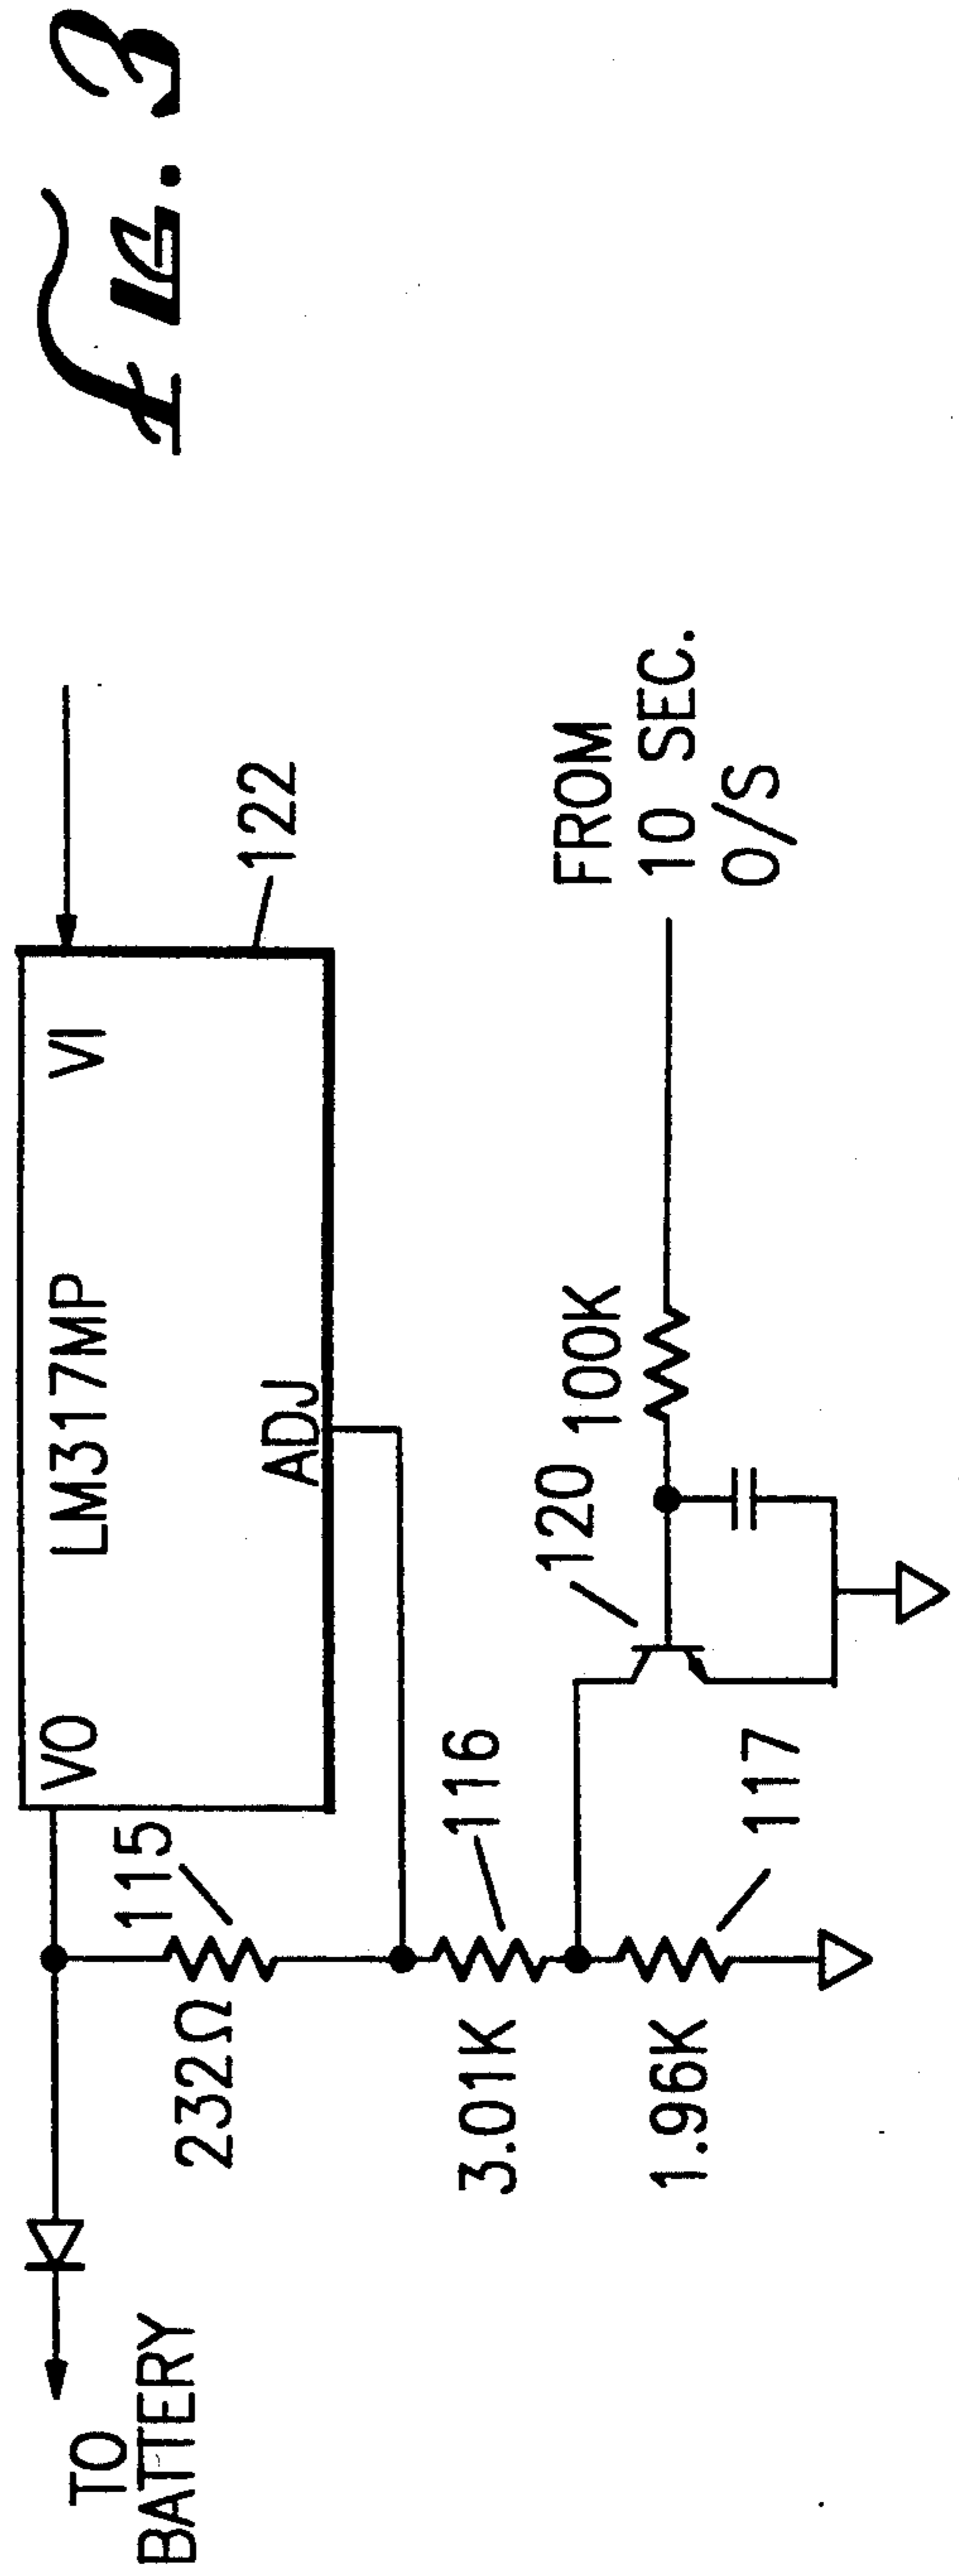 TO
BATTERY
VO
LM317MP
VI
ADJ
122
115
232Ω
116
3.01K
117
1.96K
120
100K
FROM
10 SEC.
O/S
FIG. 3